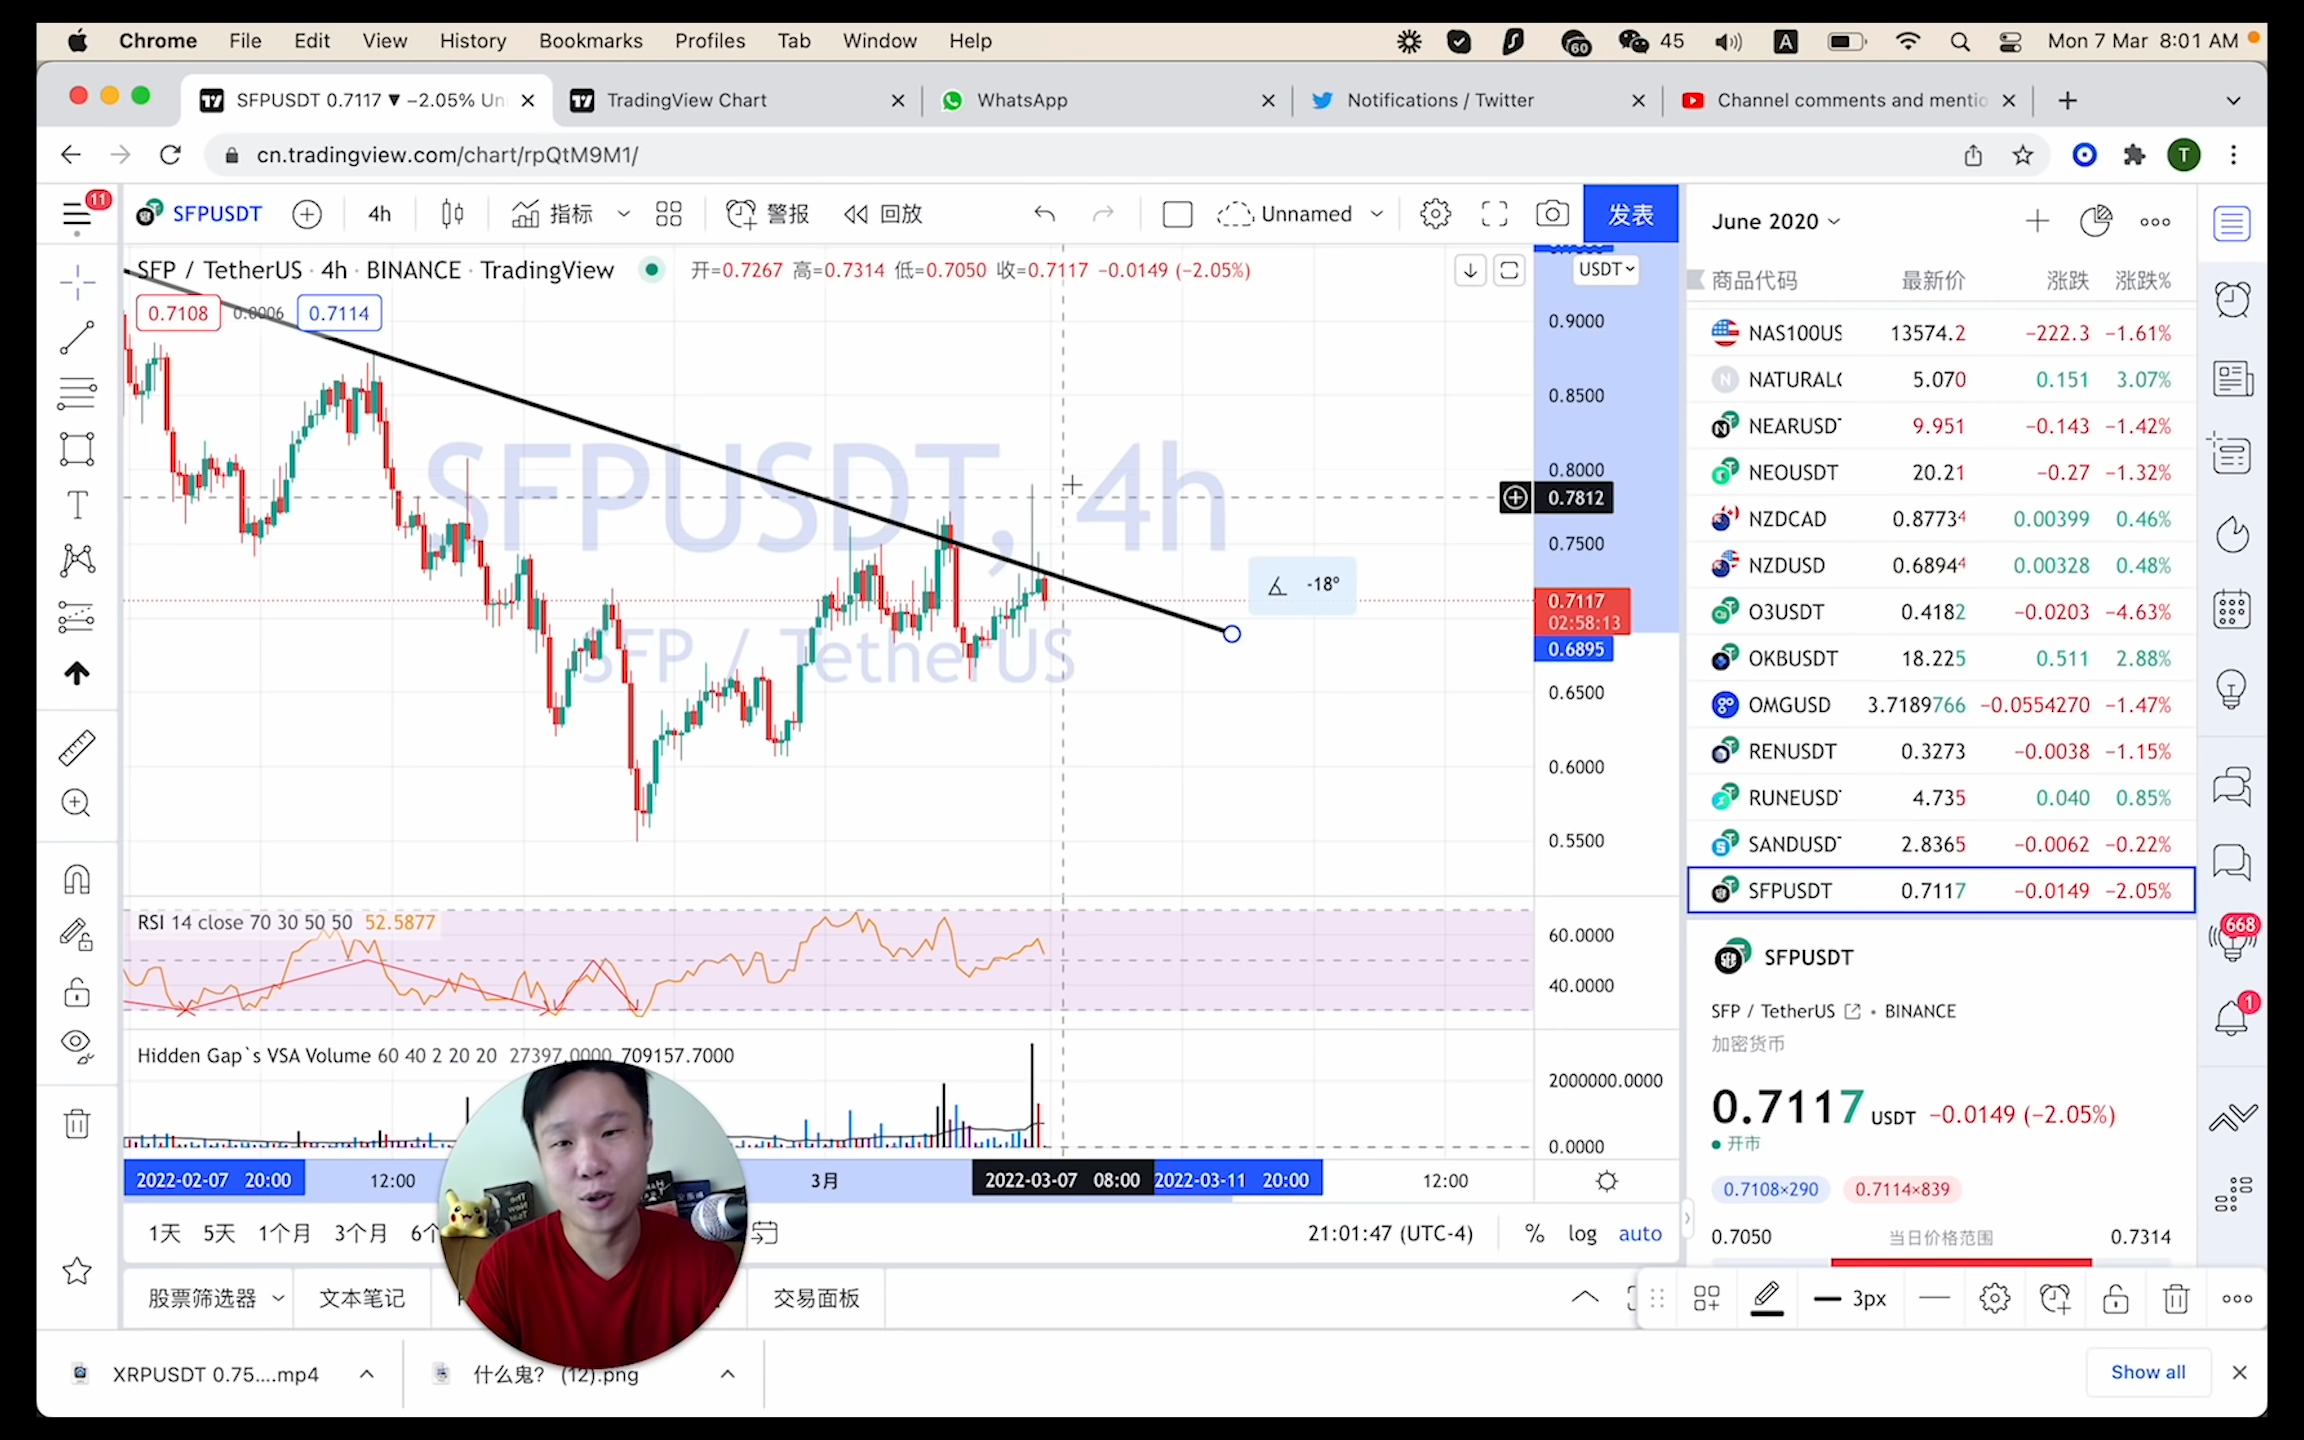 Chrome File Edit View History Bookmarks Profiles Tab Window Help 60 45 A Mon 7 Mar 8:01 AM
SFPUSDT 0.7117 ▼ −2.05% Un TradingView Chart WhatsApp Notifications / Twitter Channel comments and mentio
cn.tradingview.com/chart/rpQtM9M1/ T
11 SFPUSDT 4h 指标 警报 回放 Unnamed 发表
SFP / TetherUS · 4h · BINANCE · TradingView 开=0.7267 高=0.7314 低=0.7050 收=0.7117 −0.0149 (−2.05%) USDT
0.7108 0.0006 0.7114
SFPUSDT, 4h
SFP / TetherUS
-18°
0.9000
0.8500
0.8000
0.7812
0.7500
0.7117
02:58:13
0.6895
0.6500
0.6000
0.5500
RSI 14 close 70 30 50 50 52.5877
60.0000
40.0000
Hidden Gap`s VSA Volume 60 40 2 20 20 27397.0000 709157.7000
2000000.0000
0.0000
2022-02-07 20:00 12:00 3月 2022-03-07 08:00 2022-03-11 20:00 12:00
1天 5天 1个月 3个月 6个 21:01:47 (UTC-4) % log auto
股票筛选器 文本笔记 交易面板
June 2020
商品代码 最新价 涨跌 涨跌%
NAS100US 13574.2 −222.3 −1.61%
NATURAL 5.070 0.151 3.07%
NEARUSD 9.951 −0.143 −1.42%
NEOUSDT 20.21 −0.27 −1.32%
NZDCAD 0.87734 0.00399 0.46%
NZDUSD 0.68944 0.00328 0.48%
O3USDT 0.4182 −0.0203 −4.63%
OKBUSDT 18.225 0.511 2.88%
OMGUSD 3.7189766 −0.0554270 −1.47%
RENUSDT 0.3273 −0.0038 −1.15%
RUNEUSD 4.735 0.040 0.85%
SANDUSD 2.8365 −0.0062 −0.22%
SFPUSDT 0.7117 −0.0149 −2.05%
SFPUSDT
SFP / TetherUS • BINANCE
加密货币
0.7117 USDT −0.0149 (−2.05%)
开市
0.7108×290 0.7114×839
0.7050 当日价格范围 0.7314
3px
668
1
XRPUSDT 0.75....mp4 什么鬼? (12).png Show all